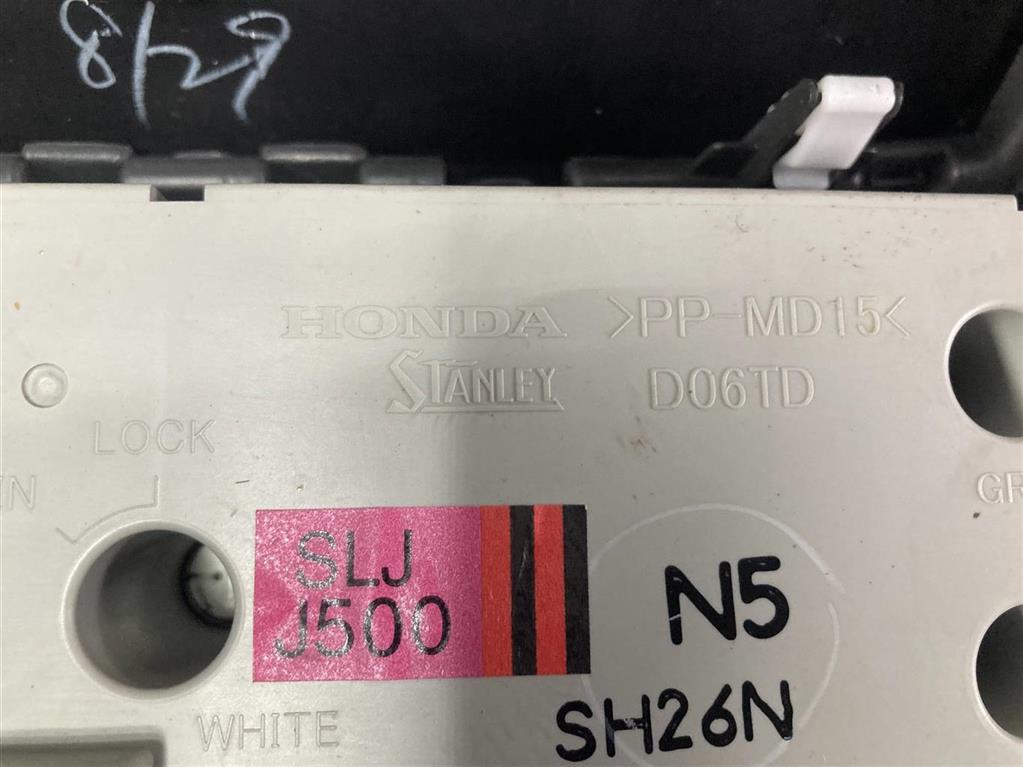 8/29
HONDA >PP-MD15<
STANLEY D06TD
LOCK
SLJ
J500
N5
SH26N
WHITE